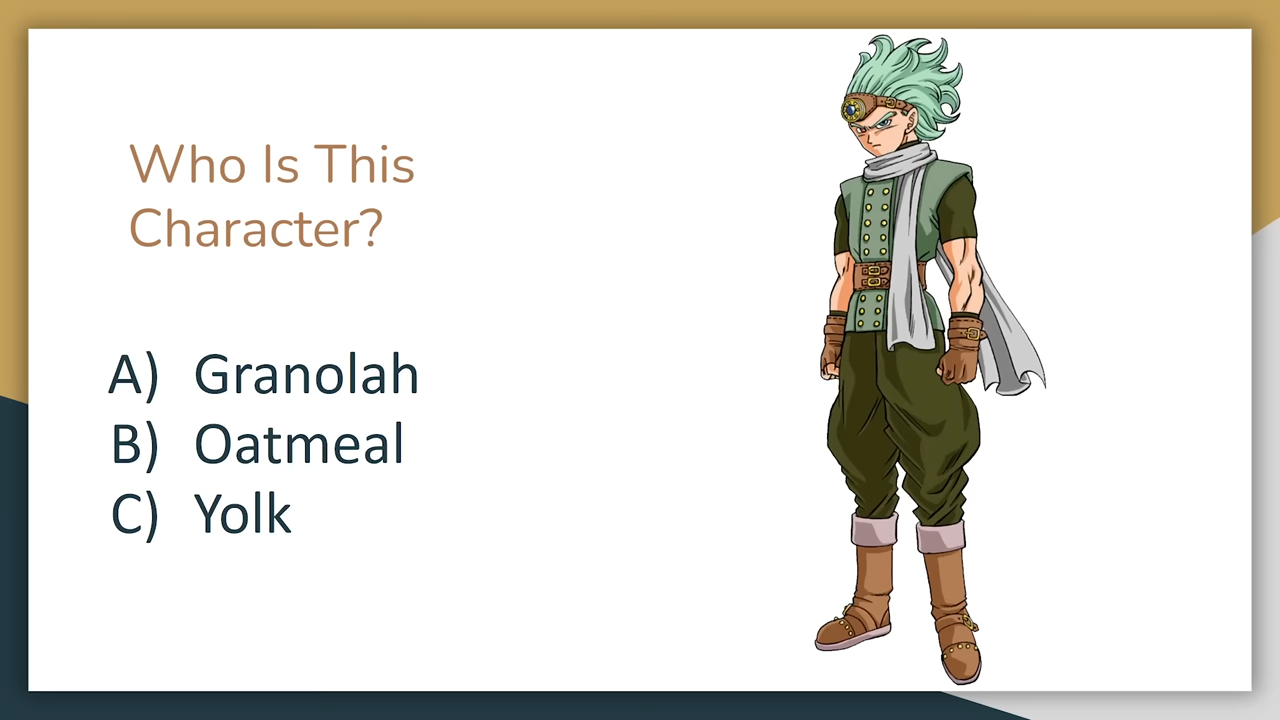 Who Is This
Character?
A) Granolah
B) Oatmeal
C) Yolk